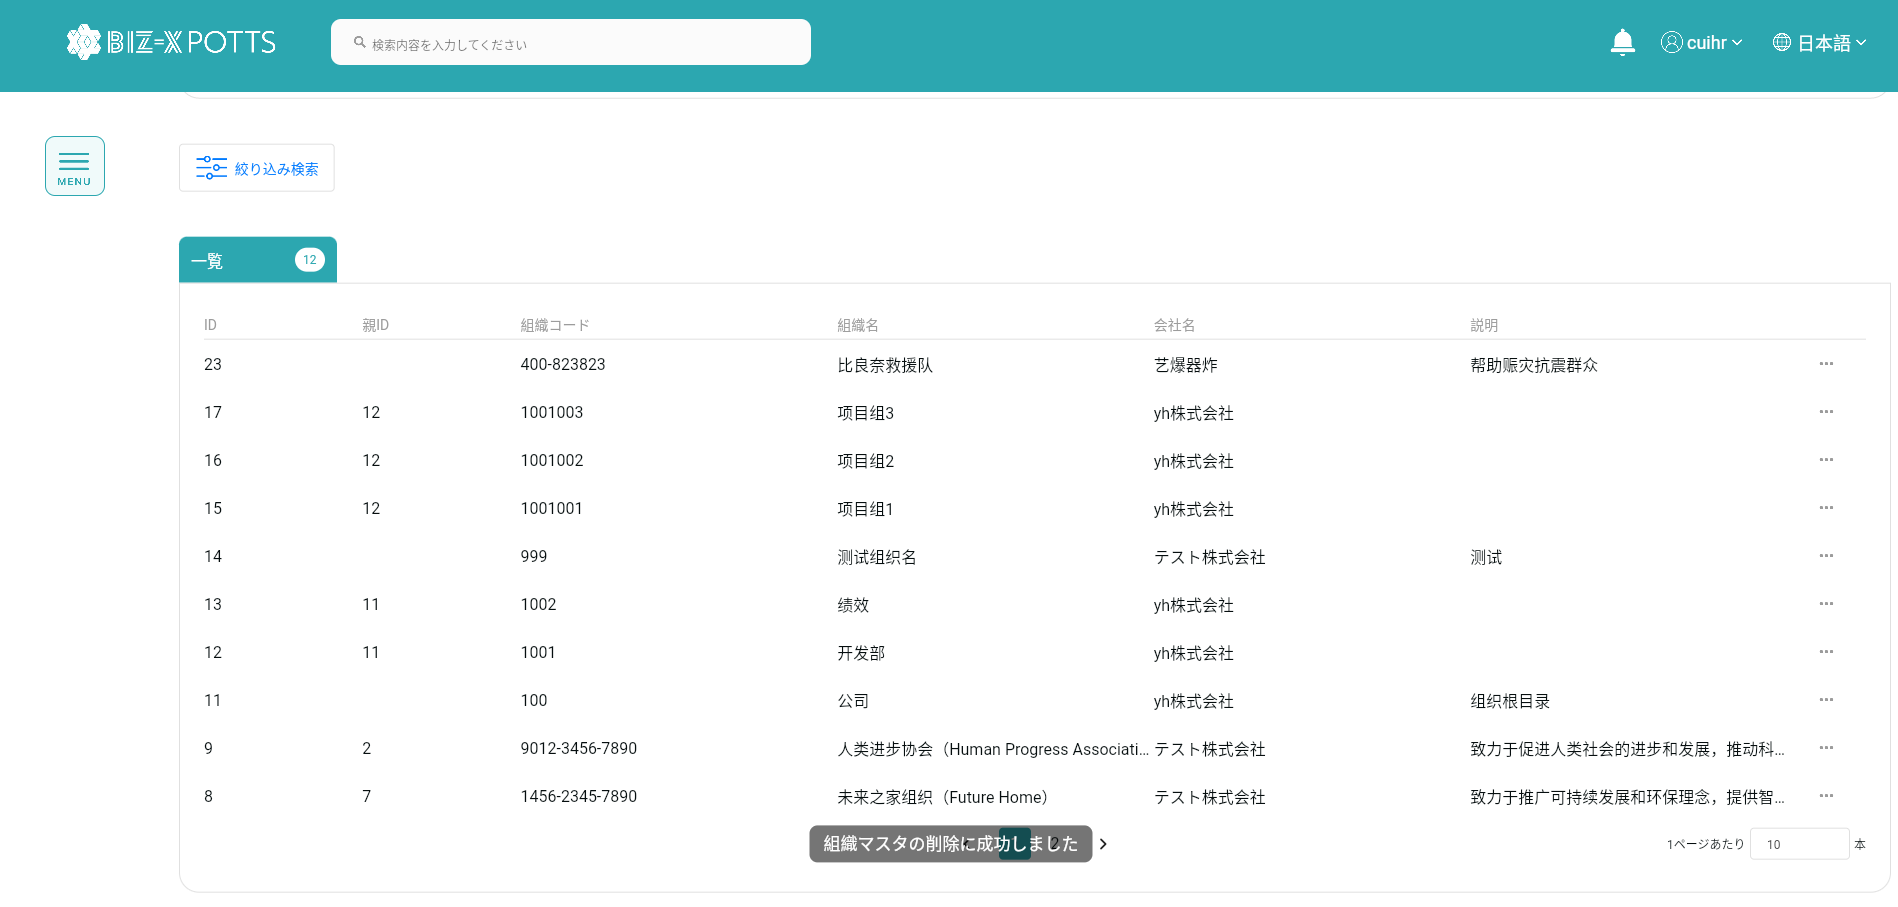 BIZ=X POTTS
検索内容を入力してください
cuihr
日本語
MENU
絞り込み検索
一覧 12
ID 親ID 組織コード 組織名 会社名 説明
23 400-823823 比良奈救援队 艺爆器炸 帮助赈灾抗震群众 ...
17 12 1001003 项目组3 yh株式会社 ...
16 12 1001002 项目组2 yh株式会社 ...
15 12 1001001 项目组1 yh株式会社 ...
14 999 测试组织名 テスト株式会社 测试 ...
13 11 1002 绩效 yh株式会社 ...
12 11 1001 开发部 yh株式会社 ...
11 100 公司 yh株式会社 组织根目录 ...
9 2 9012-3456-7890 人类进步协会（Human Progress Associati... テスト株式会社 致力于促进人类社会的进步和发展，推动科... ...
8 7 1456-2345-7890 未来之家组织（Future Home） テスト株式会社 致力于推广可持续发展和环保理念，提供智... ...
組織マスタの削除に成功しました
2
1ページあたり 10 本